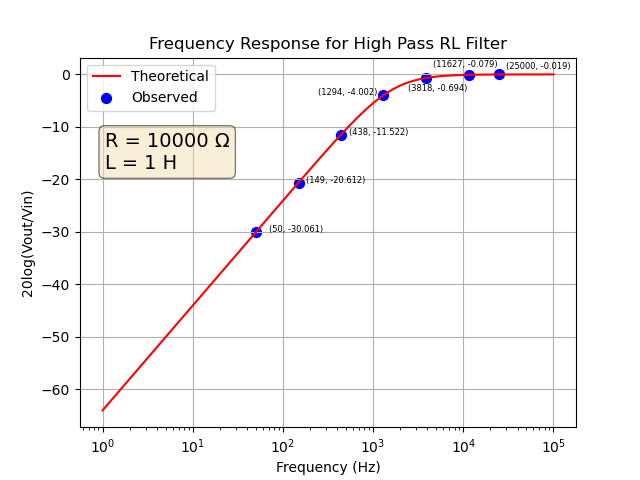 Frequency Response for High Pass RL Filter
Theoretical
Observed
R = 10000 Ω
L = 1 H
(50, -30.061)
(149, -20.612)
(438, -11.522)
(1294, -4.002)
(3818, -0.694)
(11627, -0.079)
(25000, -0.019)
20log(Vout/Vin)
0
−10
−20
−30
−40
−50
−60
10⁰
10¹
10²
10³
10⁴
10⁵
Frequency (Hz)